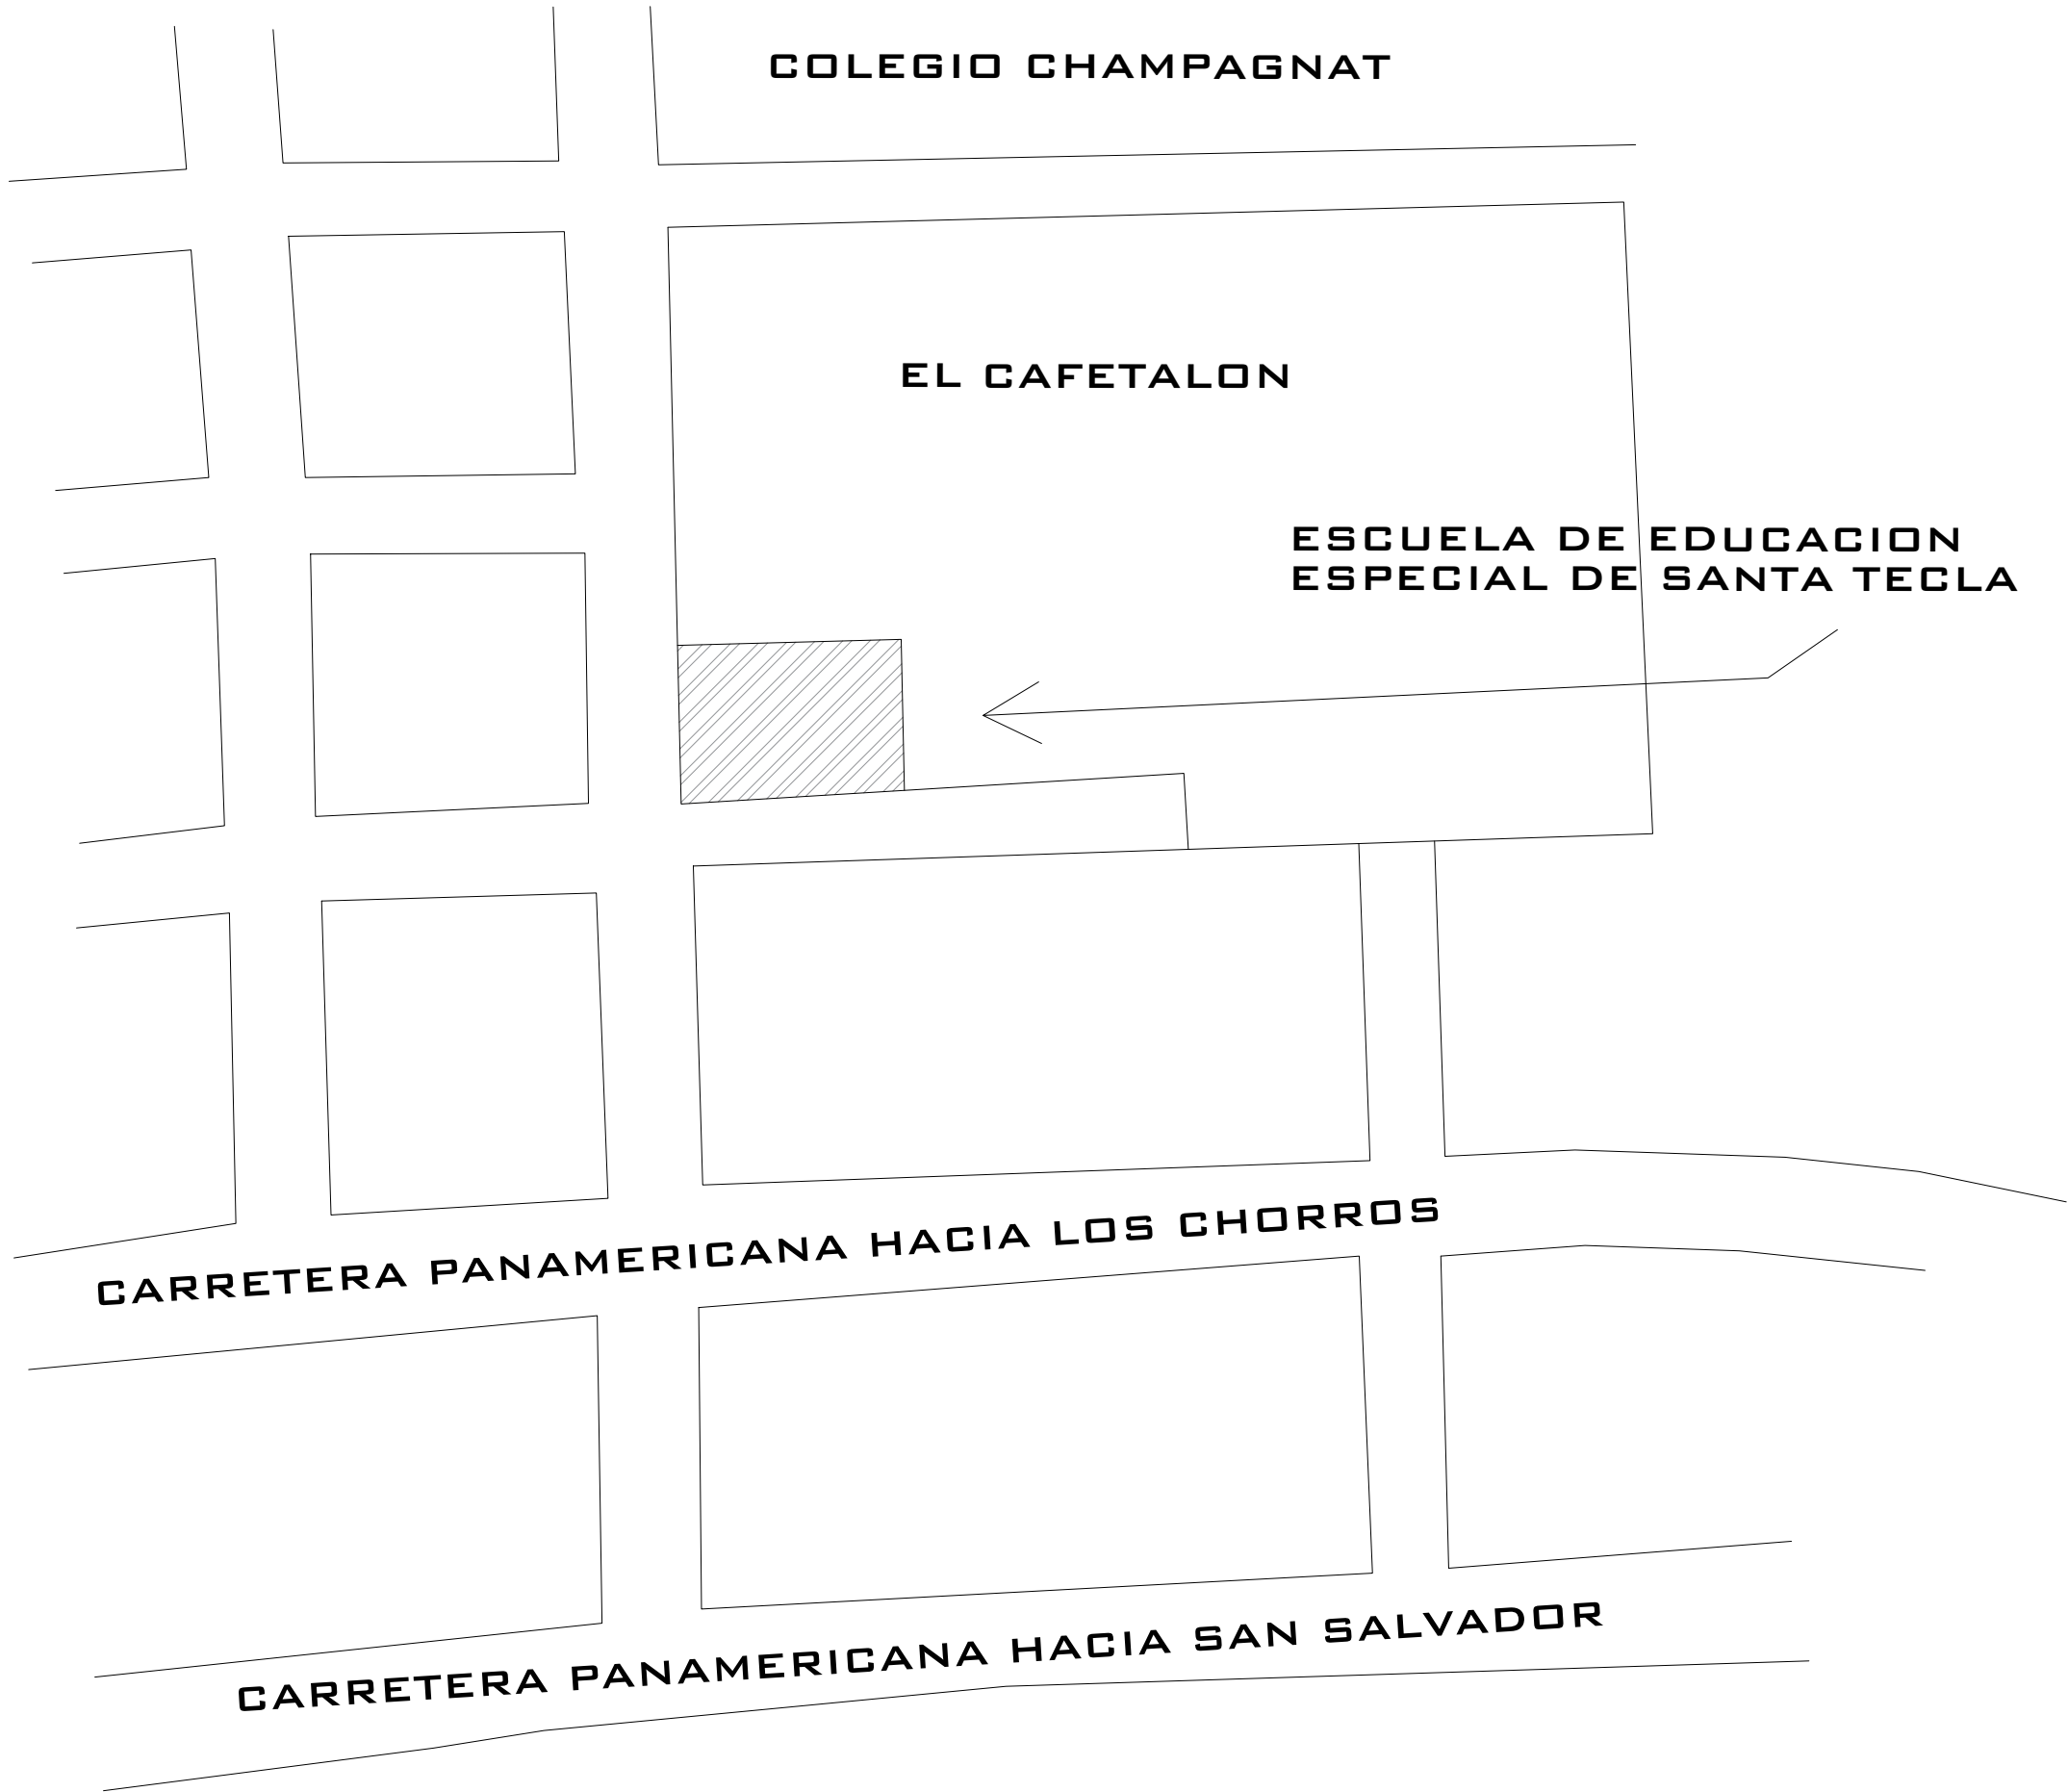 COLEGIO CHAMPAGNAT
EL CAFETALON
ESCUELA DE EDUCACION
ESPECIAL DE SANTA TECLA
CARRETERA PANAMERICANA HACIA LOS CHORROS
CARRETERA PANAMERICANA HACIA SAN SALVADOR